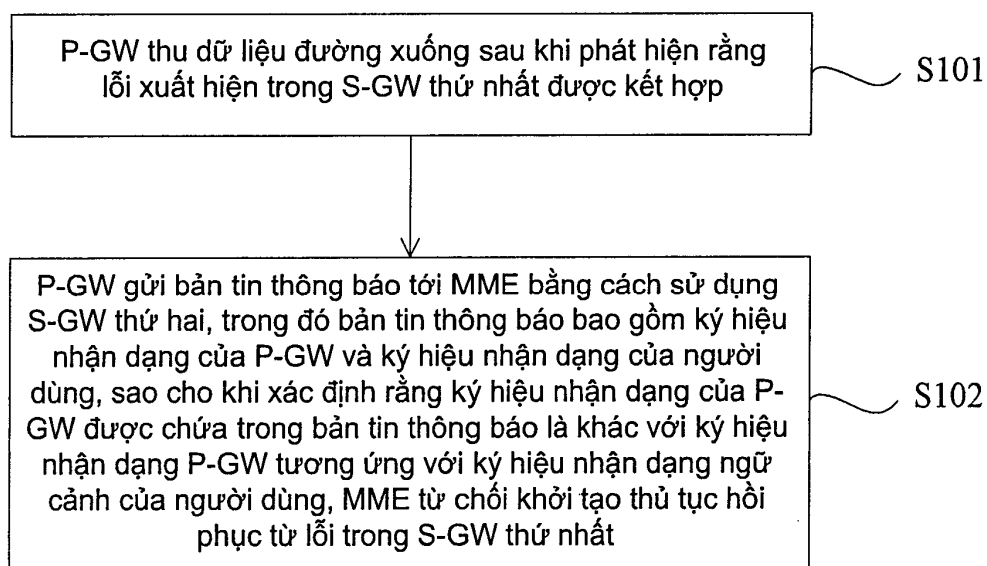 P-GW thu dữ liệu đường xuống sau khi phát hiện rằng
lỗi xuất hiện trong S-GW thứ nhất được kết hợp
S101
P-GW gửi bản tin thông báo tới MME bằng cách sử dụng
S-GW thứ hai, trong đó bản tin thông báo bao gồm ký hiệu
nhận dạng của P-GW và ký hiệu nhận dạng của người
dùng, sao cho khi xác định rằng ký hiệu nhận dạng của P-
GW được chứa trong bản tin thông báo là khác với ký hiệu
nhận dạng P-GW tương ứng với ký hiệu nhận dạng ngữ
cảnh của người dùng, MME từ chối khởi tạo thủ tục hồi
phục từ lỗi trong S-GW thứ nhất
S102